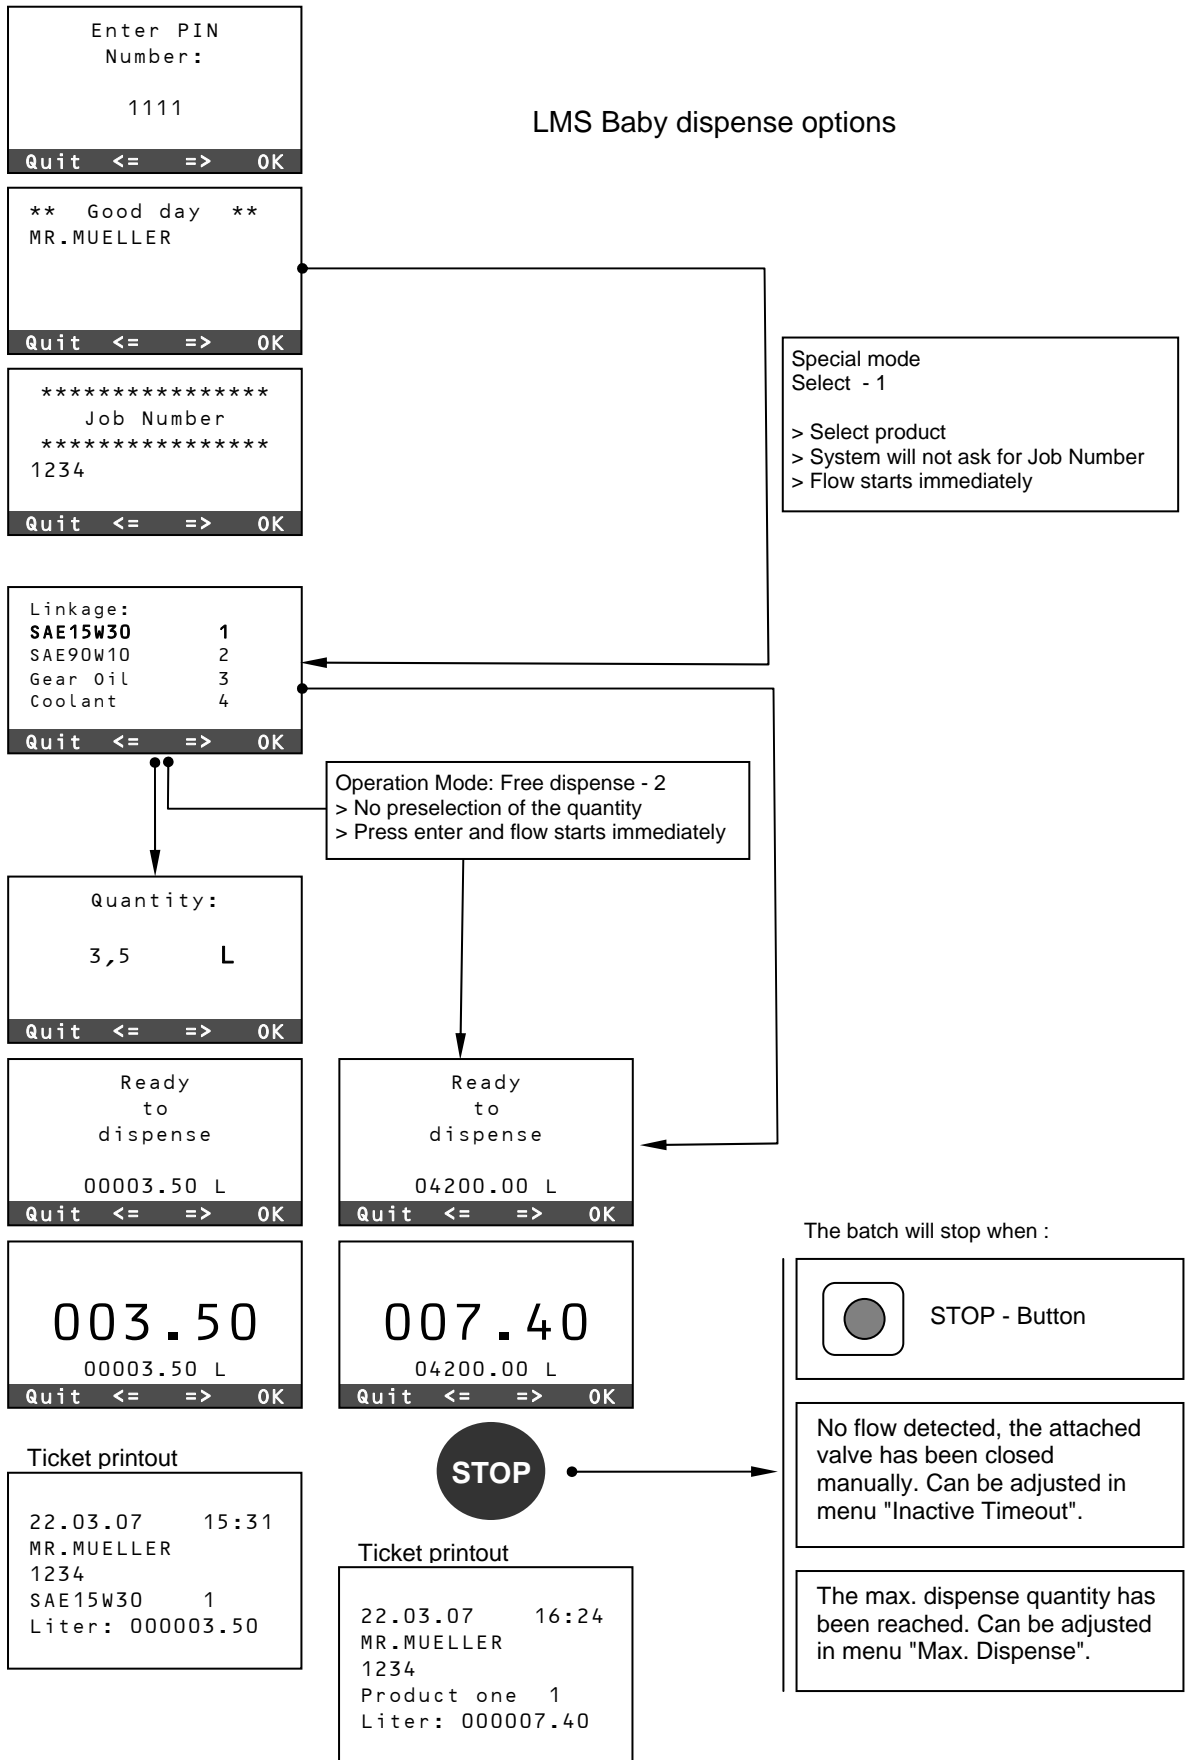 Enter PIN
Number:
1111
Quit <= => OK
LMS Baby dispense options
** Good day **
MR.MUELLER
Quit <= => OK
****************
Job Number
****************
1234
Quit <= => OK
Special mode
Select - 1
> Select product
> System will not ask for Job Number
> Flow starts immediately
Linkage:
SAE15W30 1
SAE90W10 2
Gear Oil 3
Coolant 4
Quit <= => OK
Operation Mode: Free dispense - 2
> No preselection of the quantity
> Press enter and flow starts immediately
Quantity:
3,5 L
Quit <= => OK
Ready
to
dispense
00003.50 L
Quit <= => OK
Ready
to
dispense
04200.00 L
Quit <= => OK
003.50
00003.50 L
Quit <= => OK
007.40
04200.00 L
Quit <= => OK
The batch will stop when :
STOP - Button
No flow detected, the attached
valve has been closed
manually. Can be adjusted in
menu "Inactive Timeout".
The max. dispense quantity has
been reached. Can be adjusted
in menu "Max. Dispense".
STOP
Ticket printout
22.03.07 15:31
MR.MUELLER
1234
SAE15W30 1
Liter: 000003.50
Ticket printout
22.03.07 16:24
MR.MUELLER
1234
Product one 1
Liter: 000007.40